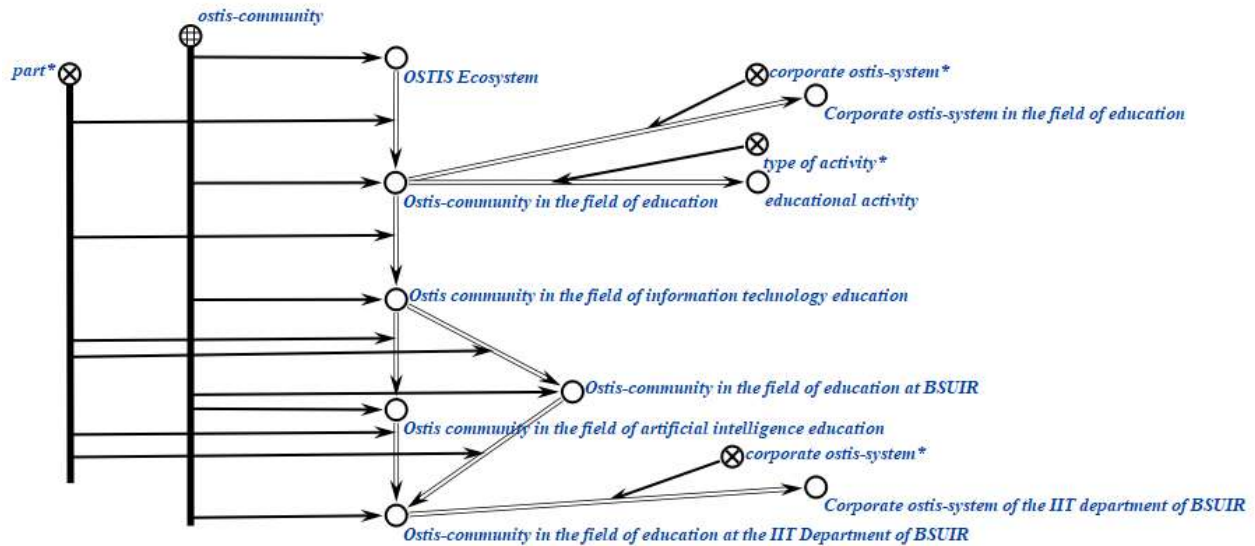 ostis-community
part*
OSTIS Ecosystem
corporate ostis-system*
Corporate ostis-system in the field of education
type of activity*
Ostis-community in the field of education
educational activity
Ostis community in the field of information technology education
Ostis-community in the field of education at BSUIR
Ostis community in the field of artificial intelligence education
corporate ostis-system*
Corporate ostis-system of the IIT department of BSUIR
Ostis-community in the field of education at the IIT Department of BSUIR